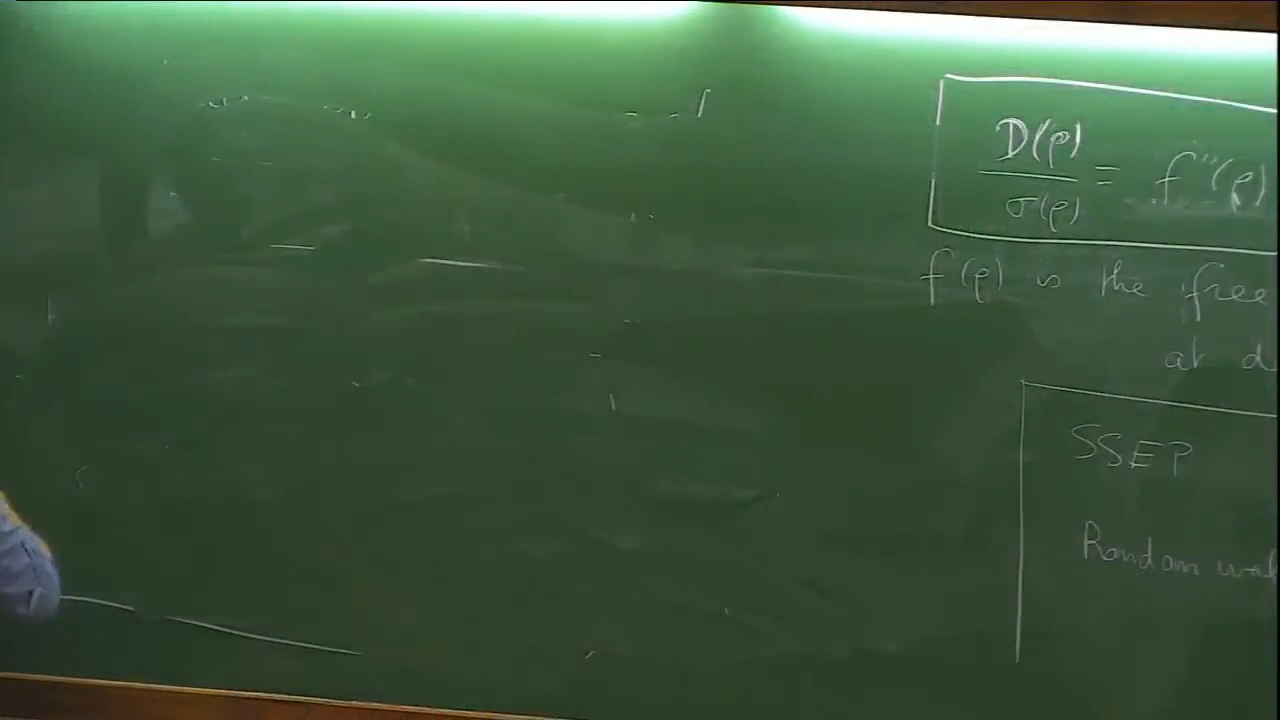 D(ρ)/σ(ρ) = f''(ρ)
f(ρ) is the free
at d
SSEP
Random wal